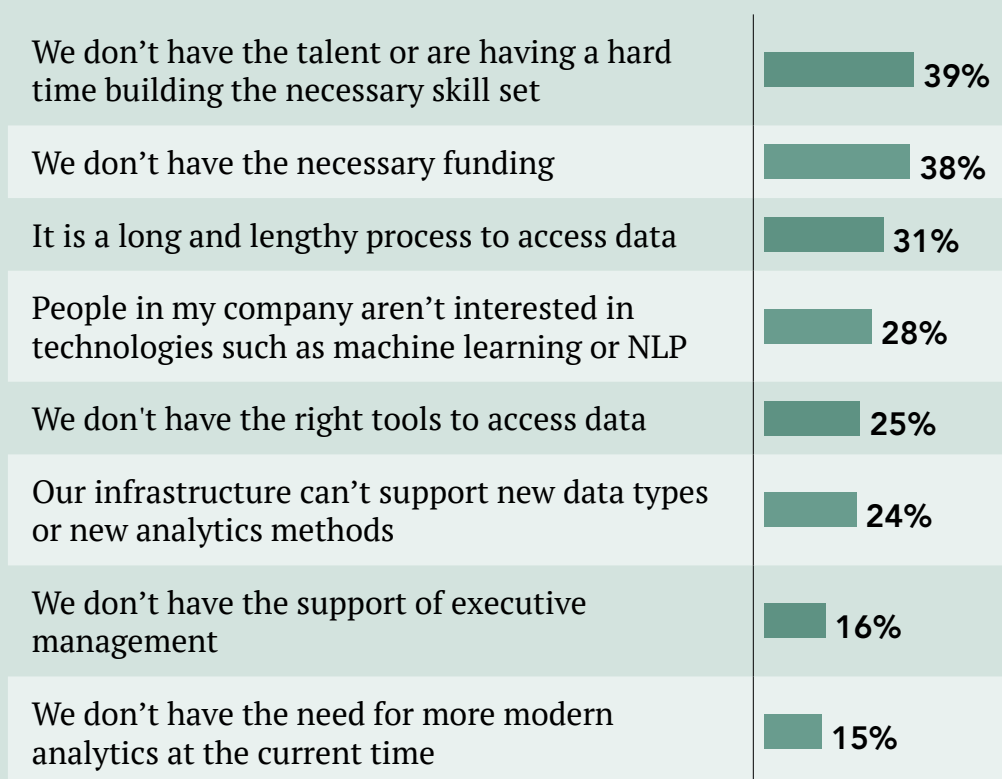 We don’t have the talent or are having a hard
time building the necessary skill set
39%
We don’t have the necessary funding
38%
It is a long and lengthy process to access data
31%
People in my company aren’t interested in
technologies such as machine learning or NLP
28%
We don't have the right tools to access data
25%
Our infrastructure can’t support new data types
or new analytics methods
24%
We don’t have the support of executive
management
16%
We don’t have the need for more modern
analytics at the current time
15%